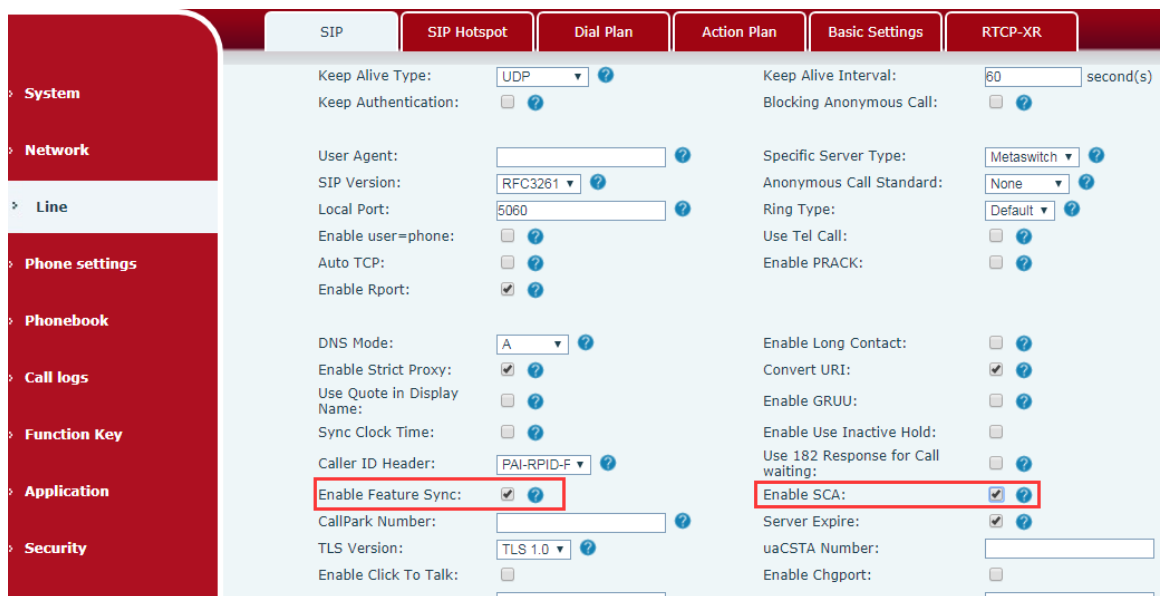 SIP
SIP Hotspot
Dial Plan
Action Plan
Basic Settings
RTCP-XR
System
Network
Line
Phone settings
Phonebook
Call logs
Function Key
Application
Security
Keep Alive Type: UDP
Keep Alive Interval: 60 second(s)
Keep Authentication:
Blocking Anonymous Call:
User Agent:
Specific Server Type: Metaswitch
SIP Version: RFC3261
Anonymous Call Standard: None
Local Port: 5060
Ring Type: Default
Enable user=phone:
Use Tel Call:
Auto TCP:
Enable PRACK:
Enable Rport:
DNS Mode: A
Enable Long Contact:
Enable Strict Proxy:
Convert URI:
Use Quote in Display
Name:
Enable GRUU:
Sync Clock Time:
Enable Use Inactive Hold:
Caller ID Header: PAI-RPID-F
Use 182 Response for Call
waiting:
Enable Feature Sync:
Enable SCA:
CallPark Number:
Server Expire:
TLS Version: TLS 1.0
uaCSTA Number:
Enable Click To Talk:
Enable Chgport: